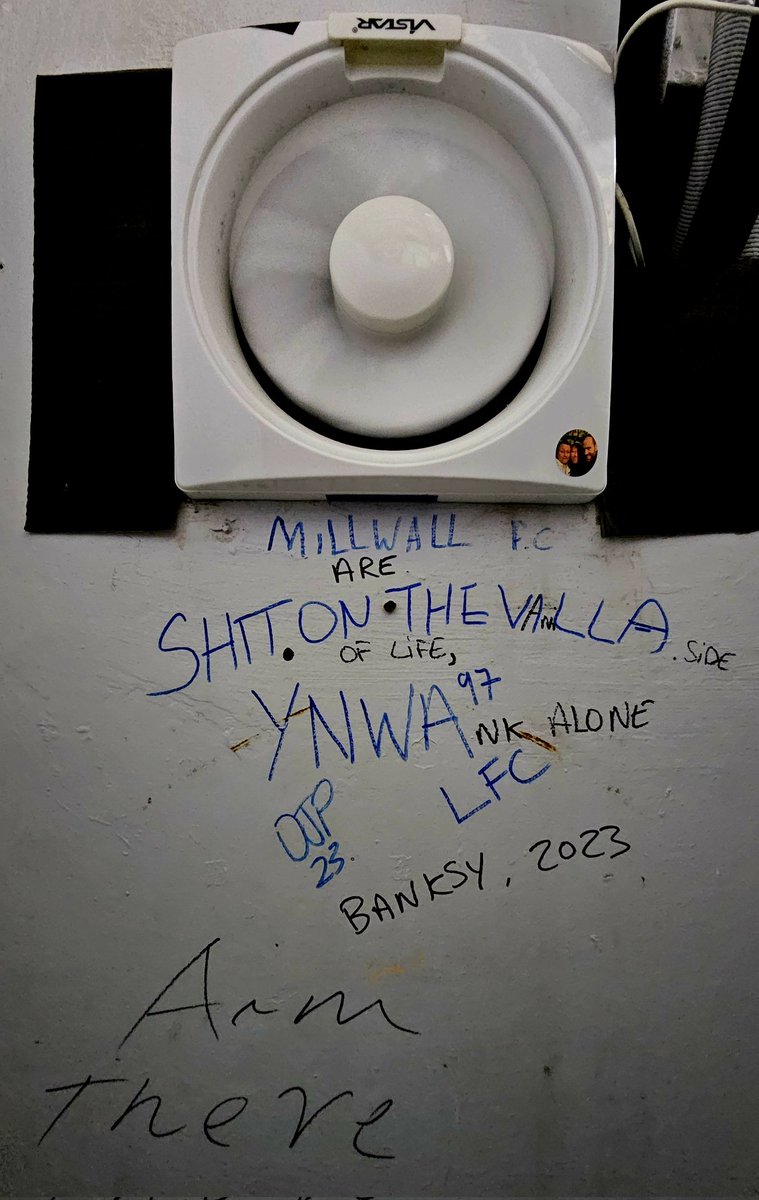 VISTAR®
MILLWALL F.C
ARE
SHIT.ON.THE VILLA
OF LIFE, . SIDE
YNWA 97
NK ALONE
LFC
OJP
23.
BANKSY, 2023
Arm
There